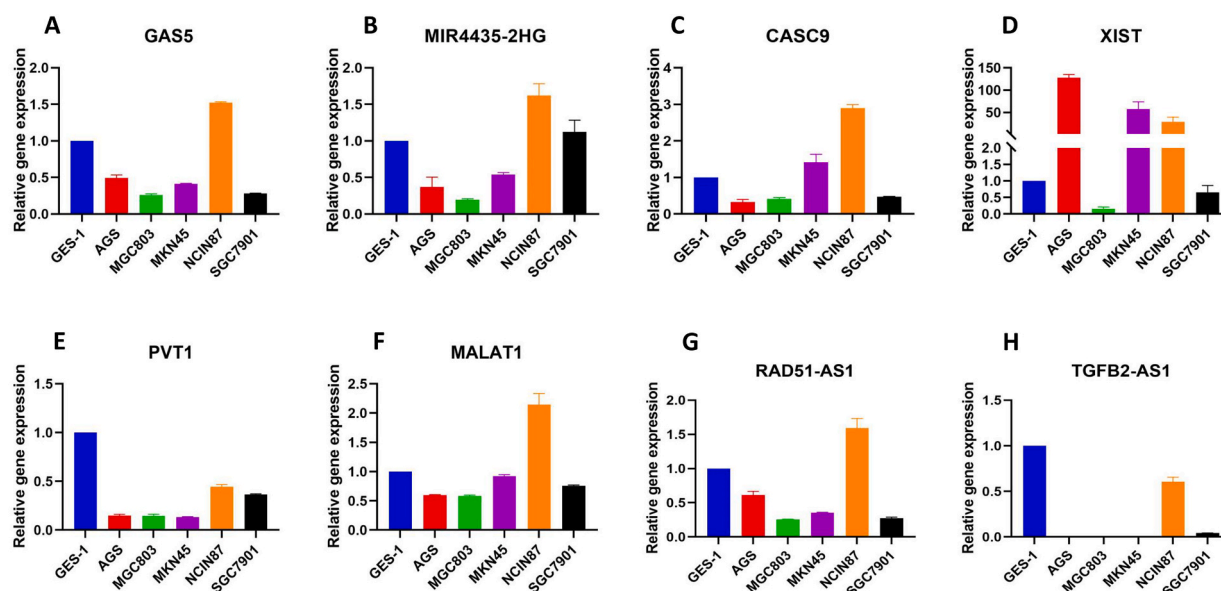 A
GAS5
Relative gene expression
2.0
1.5
1.0
0.5
0.0
GES-1
AGS
MGC803
MKN45
NCIN87
SGC7901
B
MIR4435-2HG
Relative gene expression
2.0
1.5
1.0
0.5
0.0
GES-1
AGS
MGC803
MKN45
NCIN87
SGC7901
C
CASC9
Relative gene expression
4
3
2
1
0
GES-1
AGS
MGC803
MKN45
NCIN87
SGC7901
D
XIST
Relative gene expression
150
100
50
2.0
1.5
1.0
0.5
0.0
GES-1
AGS
MGC803
MKN45
NCIN87
SGC7901
E
PVT1
Relative gene expression
1.5
1.0
0.5
0.0
GES-1
AGS
MGC803
MKN45
NCIN87
SGC7901
F
MALAT1
Relative gene expression
2.5
2.0
1.5
1.0
0.5
0.0
GES-1
AGS
MGC803
MKN45
NCIN87
SGC7901
G
RAD51-AS1
Relative gene expression
2.0
1.5
1.0
0.5
0.0
GES-1
AGS
MGC803
MKN45
NCIN87
SGC7901
H
TGFB2-AS1
Relative gene expression
1.5
1.0
0.5
0.0
GES-1
AGS
MGC803
MKN45
NCIN87
SGC7901